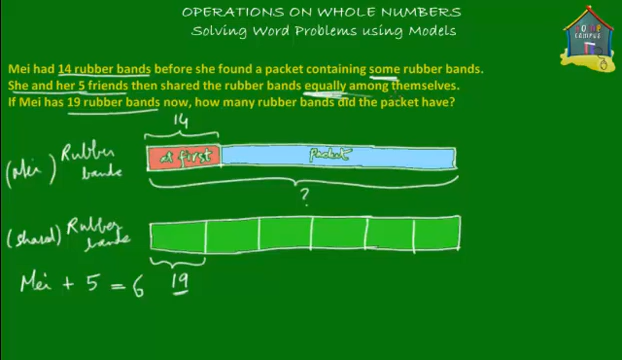 OPERATIONS ON WHOLE NUMBERS
Solving Word Problems using Models
HOME
CAMPUS
Mei had 14 rubber bands before she found a packet containing some rubber bands.
She and her 5 friends then shared the rubber bands equally among themselves.
If Mei has 19 rubber bands now, how many rubber bands did the packet have?
14
(Mei) Rubber bands
at first packet
?
(shared) Rubber bands
Mei + 5 = 6 19